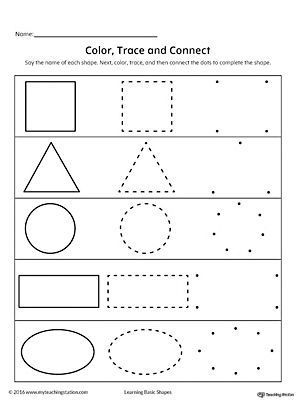 Name:
Color, Trace and Connect
Say the name of each shape. Next, color, trace, and then connect the dots to complete the shape.
© 2016 www.myteachingstation.com
Learning Basic Shapes
Teaching Station